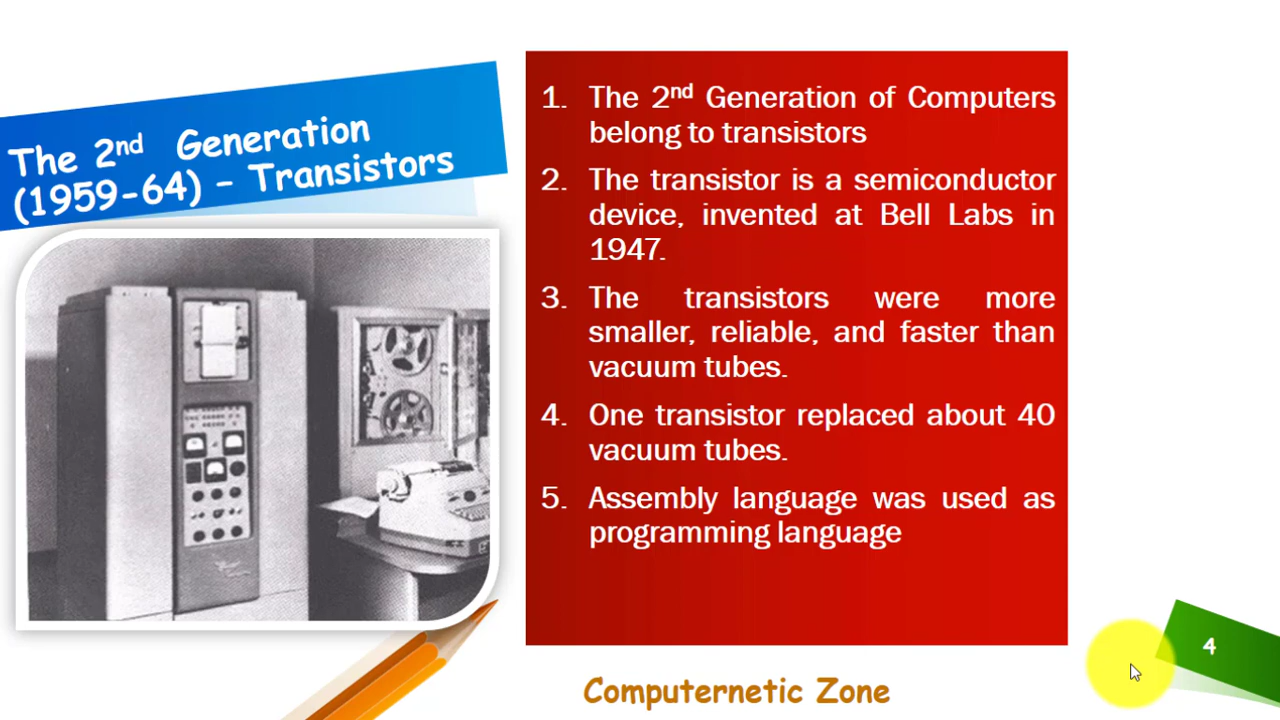 The 2nd Generation
(1959-64) – Transistors
1. The 2nd Generation of Computers
belong to transistors
2. The transistor is a semiconductor
device, invented at Bell Labs in
1947.
3. The transistors were more
smaller, reliable, and faster than
vacuum tubes.
4. One transistor replaced about 40
vacuum tubes.
5. Assembly language was used as
programming language
4
Computernetic Zone